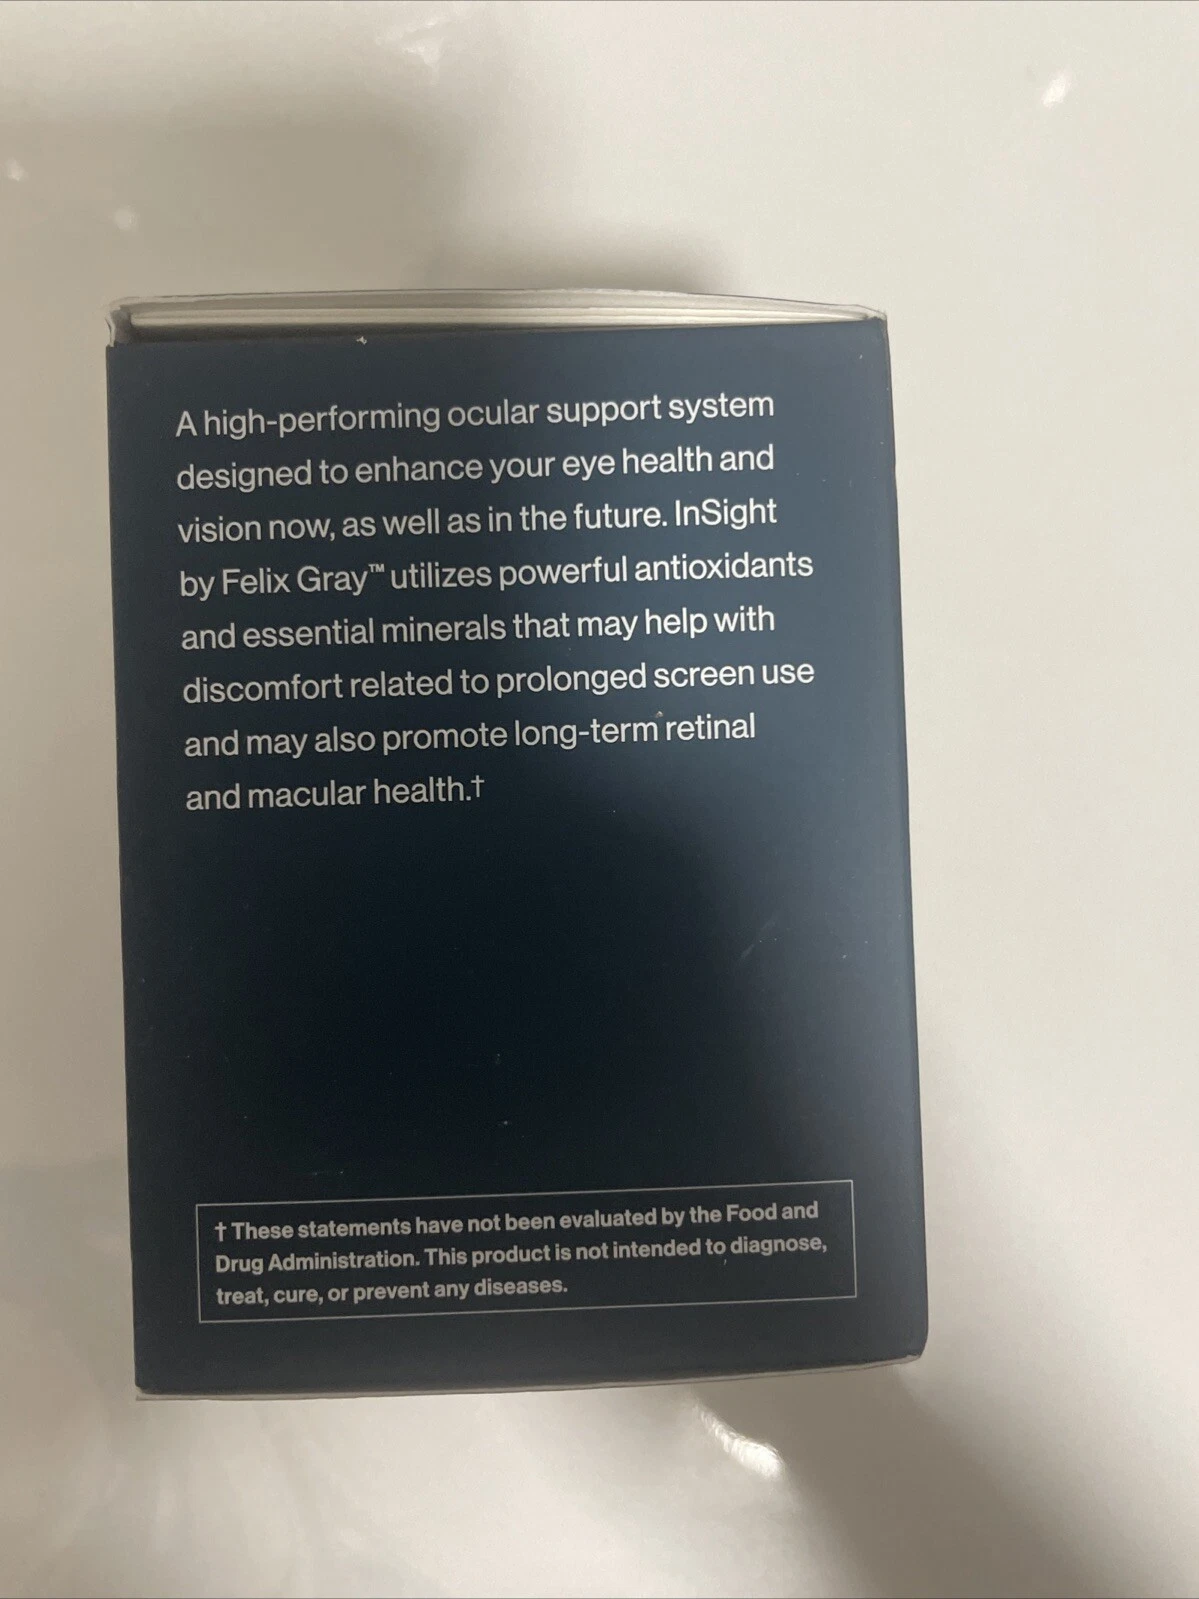 A high-performing ocular support system
designed to enhance your eye health and
vision now, as well as in the future. InSight
by Felix Gray™ utilizes powerful antioxidants
and essential minerals that may help with
discomfort related to prolonged screen use
and may also promote long-term retinal
and macular health.†
† These statements have not been evaluated by the Food and
Drug Administration. This product is not intended to diagnose,
treat, cure, or prevent any diseases.